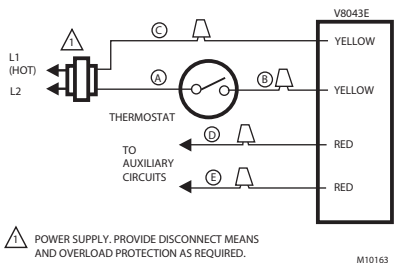 V8043E
C
1
L1
(HOT)
YELLOW
A
B
L2
YELLOW
THERMOSTAT
D
TO
AUXILIARY
CIRCUITS
RED
E
RED
1 POWER SUPPLY. PROVIDE DISCONNECT MEANS
AND OVERLOAD PROTECTION AS REQUIRED.
M10163